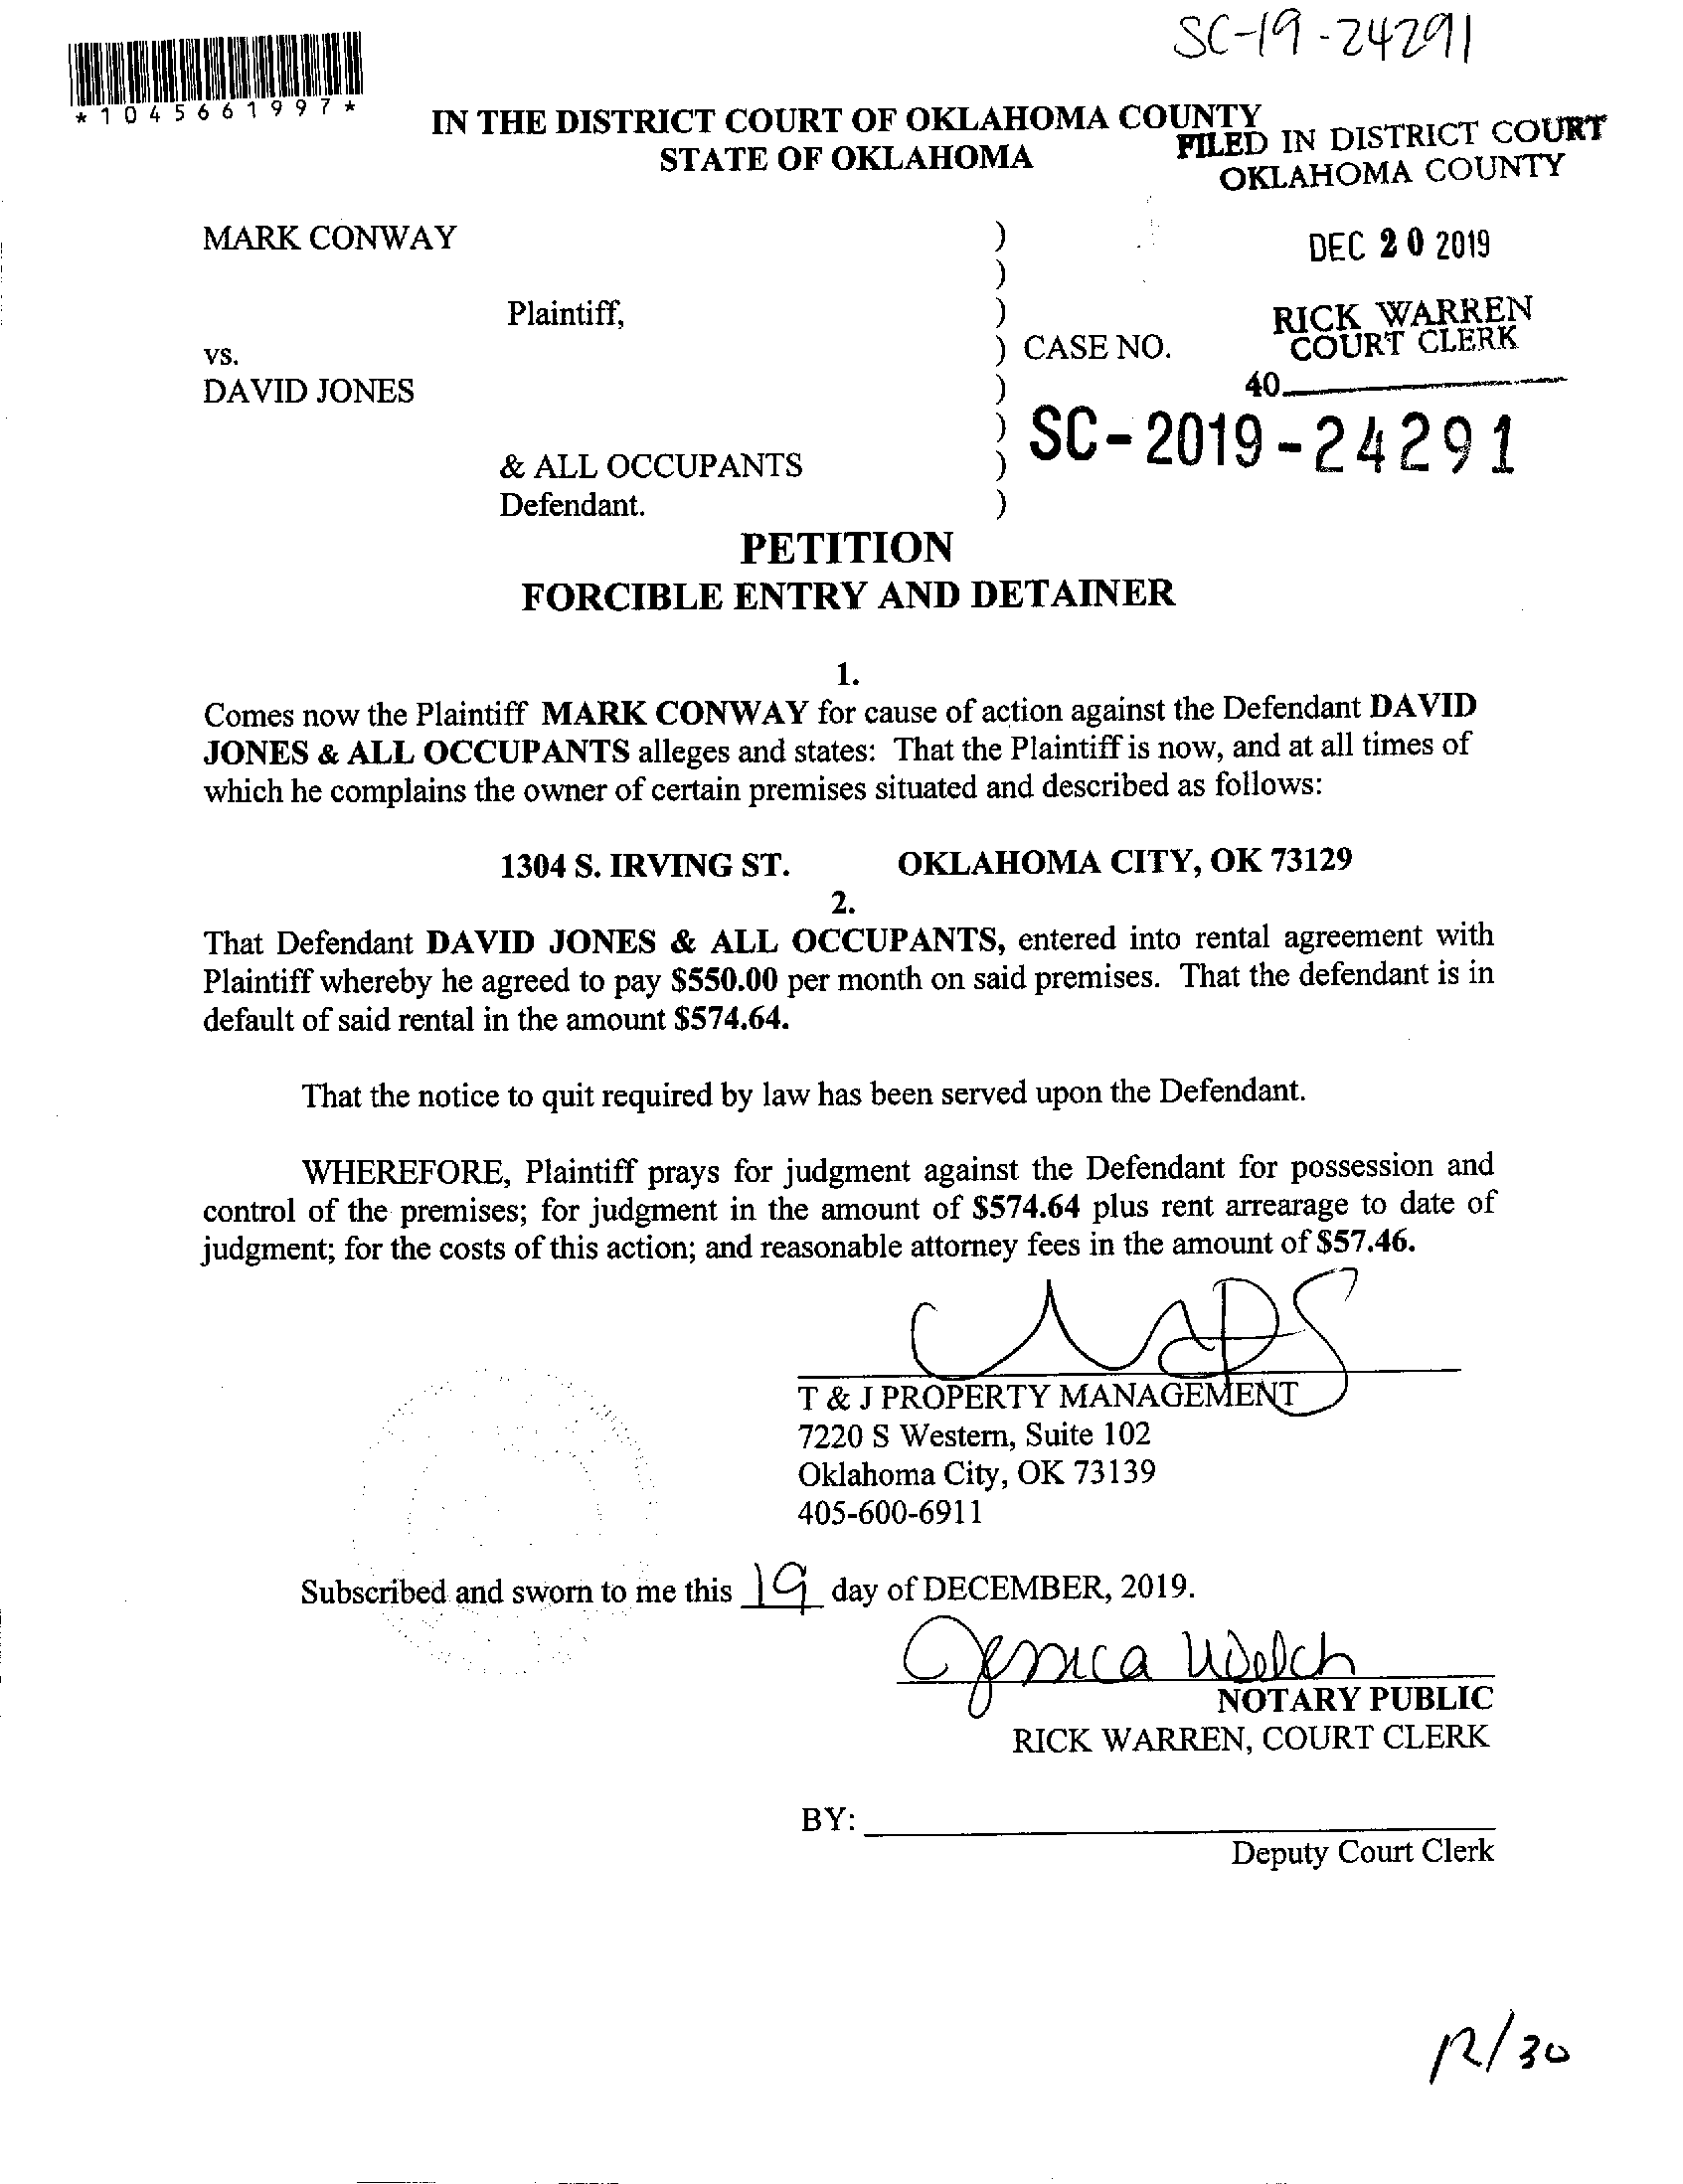 SC-19-24291
*1045661997*
IN THE DISTRICT COURT OF OKLAHOMA COUNTY
STATE OF OKLAHOMA
FILED IN DISTRICT COURT
OKLAHOMA COUNTY
MARK CONWAY )
)
DEC 20 2019
Plaintiff, )
RICK WARREN
COURT CLERK
vs. ) CASE NO.
40
DAVID JONES )
) SC-2019-24291
& ALL OCCUPANTS )
Defendant. )
PETITION
FORCIBLE ENTRY AND DETAINER
1.
Comes now the Plaintiff MARK CONWAY for cause of action against the Defendant DAVID
JONES & ALL OCCUPANTS alleges and states: That the Plaintiff is now, and at all times of
which he complains the owner of certain premises situated and described as follows:
1304 S. IRVING ST. OKLAHOMA CITY, OK 73129
2.
That Defendant DAVID JONES & ALL OCCUPANTS, entered into rental agreement with
Plaintiff whereby he agreed to pay $550.00 per month on said premises. That the defendant is in
default of said rental in the amount $574.64.
That the notice to quit required by law has been served upon the Defendant.
WHEREFORE, Plaintiff prays for judgment against the Defendant for possession and
control of the premises; for judgment in the amount of $574.64 plus rent arrearage to date of
judgment; for the costs of this action; and reasonable attorney fees in the amount of $57.46.
T & J PROPERTY MANAGEMENT
7220 S Western, Suite 102
Oklahoma City, OK 73139
405-600-6911
Subscribed and sworn to me this 19 day of DECEMBER, 2019.
Jessica Welch
NOTARY PUBLIC
RICK WARREN, COURT CLERK
BY:
Deputy Court Clerk
12/30